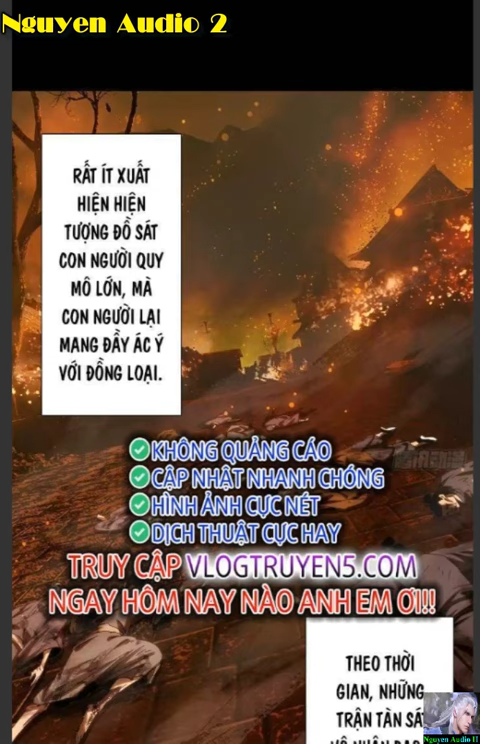 Nguyen Audio 2
RẤT ÍT XUẤT
HIỆN HIỆN
TƯỢNG ĐỒ SÁT
CON NGƯỜI QUY
MÔ LỚN, MÀ
CON NGƯỜI LẠI
MANG ĐẦY ÁC Ý
VỚI ĐỒNG LOẠI.
KHÔNG QUẢNG CÁO
CẬP NHẬT NHANH CHÓNG
HÌNH ẢNH CỰC NÉT
DỊCH THUẬT CỰC HAY
TRUY CẬP VLOGTRUYEN5.COM
NGAY HÔM NAY NÀO ANH EM ƠI!!
THEO THỜI
GIAN, NHỮNG
TRẬN TÀN SÁT
Nguyen Audio II